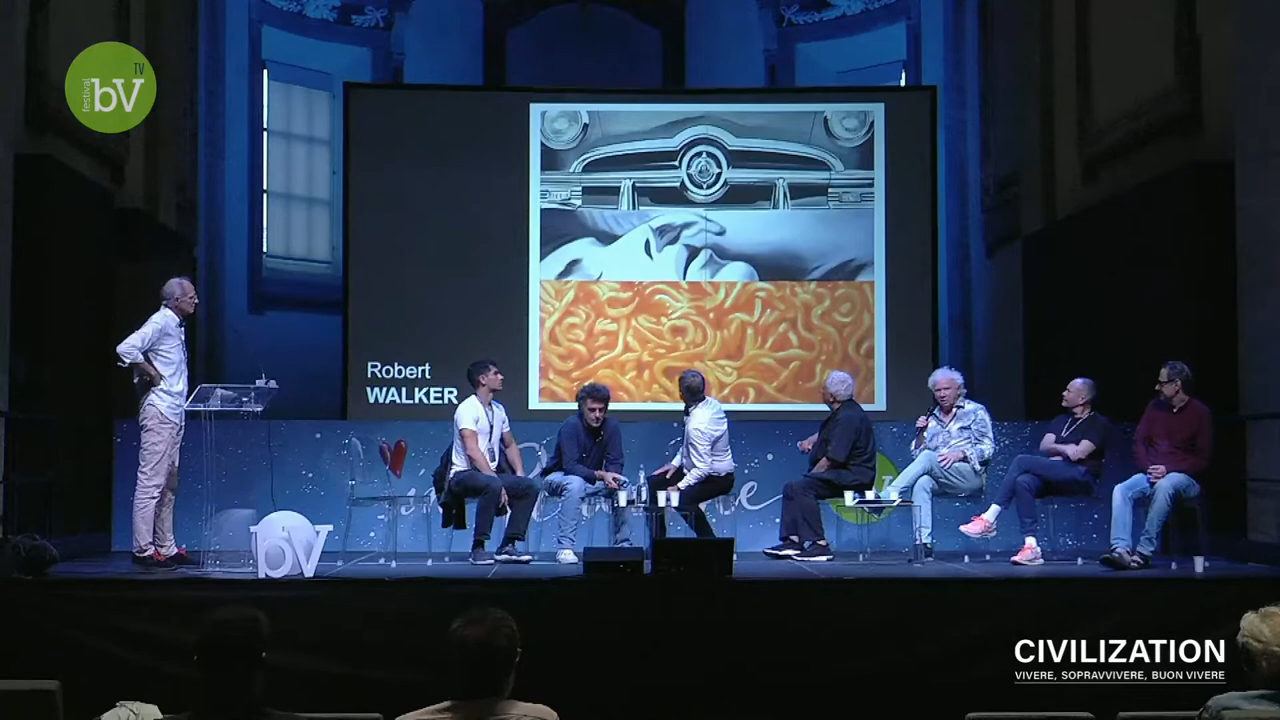 festival
bV
TV
Robert
WALKER
bV
CIVILIZATION
VIVERE, SOPRAVVIVERE, BUON VIVERE